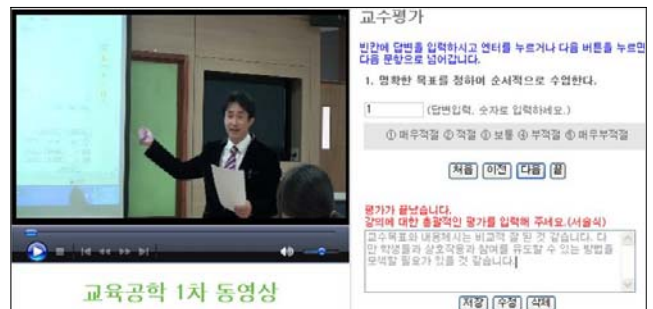 교수평가
빈칸에 답변을 입력하시고 엔터를 누르거나 다음 버튼을 누르면
다음 문항으로 넘어갑니다.
1. 명확한 목표를 정하여 순서적으로 수업한다.
1 (답변입력, 숫자로 입력하세요.)
① 매우적절 ② 적절 ③ 보통 ④ 부적절 ⑤ 매우부적절
처음 이전 다음 끝
평가가 끝났습니다.
강의에 대한 총괄적인 평가를 입력해 주세요.(서술식)
교수목표와 내용제시는 비교적 잘 된 것 같습니다. 다
만 학생들과 상호작용과 참여를 유도할 수 있는 방법을
모색할 필요가 있을 것 같습니다.
저장 수정 삭제
교육공학 1차 동영상